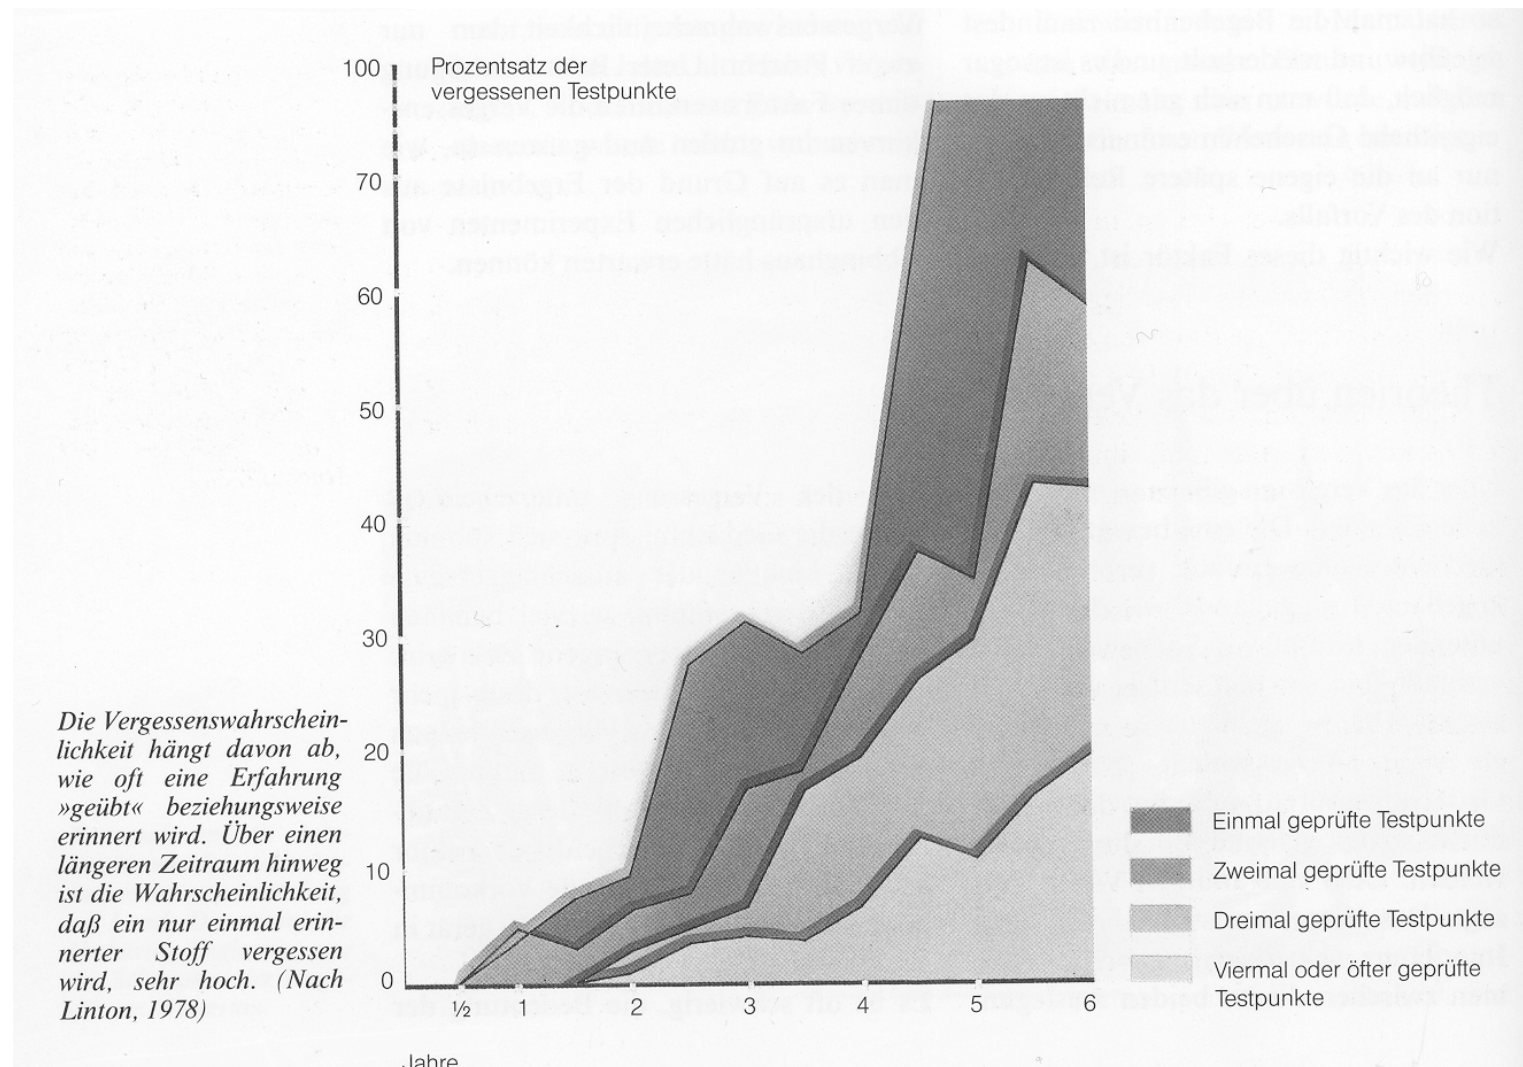 Prozentsatz der
vergessenen Testpunkte
100
70
60
50
40
30
20
10
0
½
1
2
3
4
5
6
Jahre
Die Vergessenswahrschein-
lichkeit hängt davon ab,
wie oft eine Erfahrung
»geübt« beziehungsweise
erinnert wird. Über einen
längeren Zeitraum hinweg
ist die Wahrscheinlichkeit,
daß ein nur einmal erin-
nerter Stoff vergessen
wird, sehr hoch. (Nach
Linton, 1978)
Einmal geprüfte Testpunkte
Zweimal geprüfte Testpunkte
Dreimal geprüfte Testpunkte
Viermal oder öfter geprüfte
Testpunkte